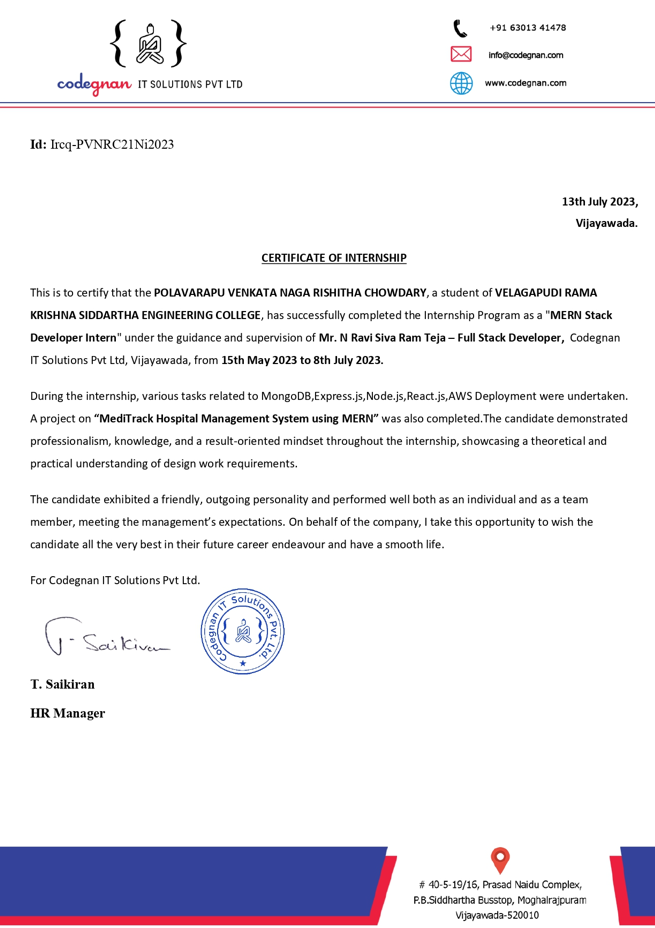 +91 63013 41478
info@codegnan.com
codegnan IT SOLUTIONS PVT LTD
www.codegnan.com
Id: Ircq-PVNRC21Ni2023
13th July 2023,
Vijayawada.
CERTIFICATE OF INTERNSHIP
This is to certify that the POLAVARAPU VENKATA NAGA RISHITHA CHOWDARY, a student of VELAGAPUDI RAMA
KRISHNA SIDDARTHA ENGINEERING COLLEGE, has successfully completed the Internship Program as a "MERN Stack
Developer Intern" under the guidance and supervision of Mr. N Ravi Siva Ram Teja – Full Stack Developer, Codegnan
IT Solutions Pvt Ltd, Vijayawada, from 15th May 2023 to 8th July 2023.
During the internship, various tasks related to MongoDB,Express.js,Node.js,React.js,AWS Deployment were undertaken.
A project on “MediTrack Hospital Management System using MERN” was also completed.The candidate demonstrated
professionalism, knowledge, and a result-oriented mindset throughout the internship, showcasing a theoretical and
practical understanding of design work requirements.
The candidate exhibited a friendly, outgoing personality and performed well both as an individual and as a team
member, meeting the management’s expectations. On behalf of the company, I take this opportunity to wish the
candidate all the very best in their future career endeavour and have a smooth life.
For Codegnan IT Solutions Pvt Ltd.
T. Saikiran
Codegnan IT Solutions Pvt. Ltd.
T. Saikiran
HR Manager
# 40-5-19/16, Prasad Naidu Complex,
P.B.Siddhartha Busstop, Moghalrajpuram
Vijayawada-520010